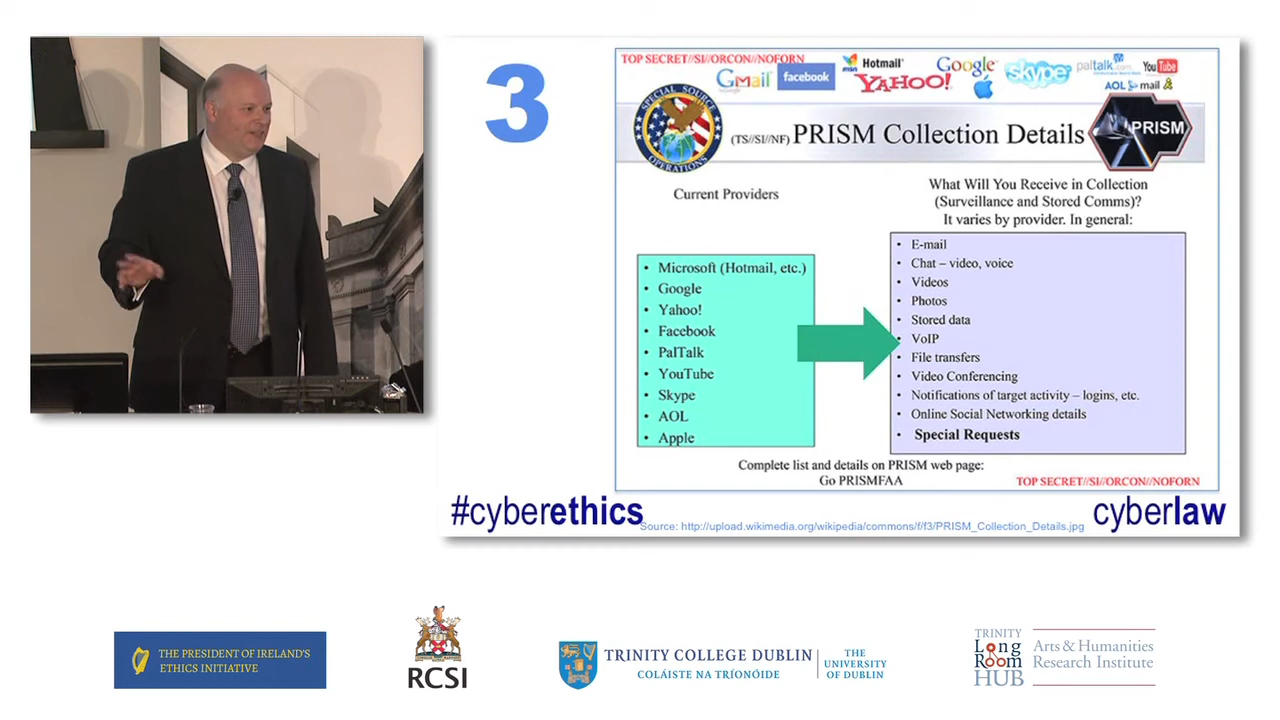 3
TOP SECRET//SI//ORCON//NOFORN
Gmail
facebook
msn Hotmail
YAHOO!
Google
skype
paltalk.com
YouTube
AOL mail
SPECIAL SOURCE
OPERATIONS
(TS//SI//NF) PRISM Collection Details
PRISM
Current Providers
What Will You Receive in Collection
(Surveillance and Stored Comms)?
It varies by provider. In general:
• Microsoft (Hotmail, etc.)
• Google
• Yahoo!
• Facebook
• PalTalk
• YouTube
• Skype
• AOL
• Apple
• E-mail
• Chat – video, voice
• Videos
• Photos
• Stored data
• VoIP
• File transfers
• Video Conferencing
• Notifications of target activity – logins, etc.
• Online Social Networking details
• Special Requests
Complete list and details on PRISM web page:
Go PRISMFAA
TOP SECRET//SI//ORCON//NOFORN
#cyberethics
Source: http://upload.wikimedia.org/wikipedia/commons/f/f3/PRISM_Collection_Details.jpg
cyberlaw
THE PRESIDENT OF IRELAND'S
ETHICS INITIATIVE
RCSI
TRINITY COLLEGE DUBLIN
COLÁISTE NA TRÍONÓIDE
THE
UNIVERSITY
OF DUBLIN
TRINITY
LONG
ROOM
HUB
Arts & Humanities
Research Institute